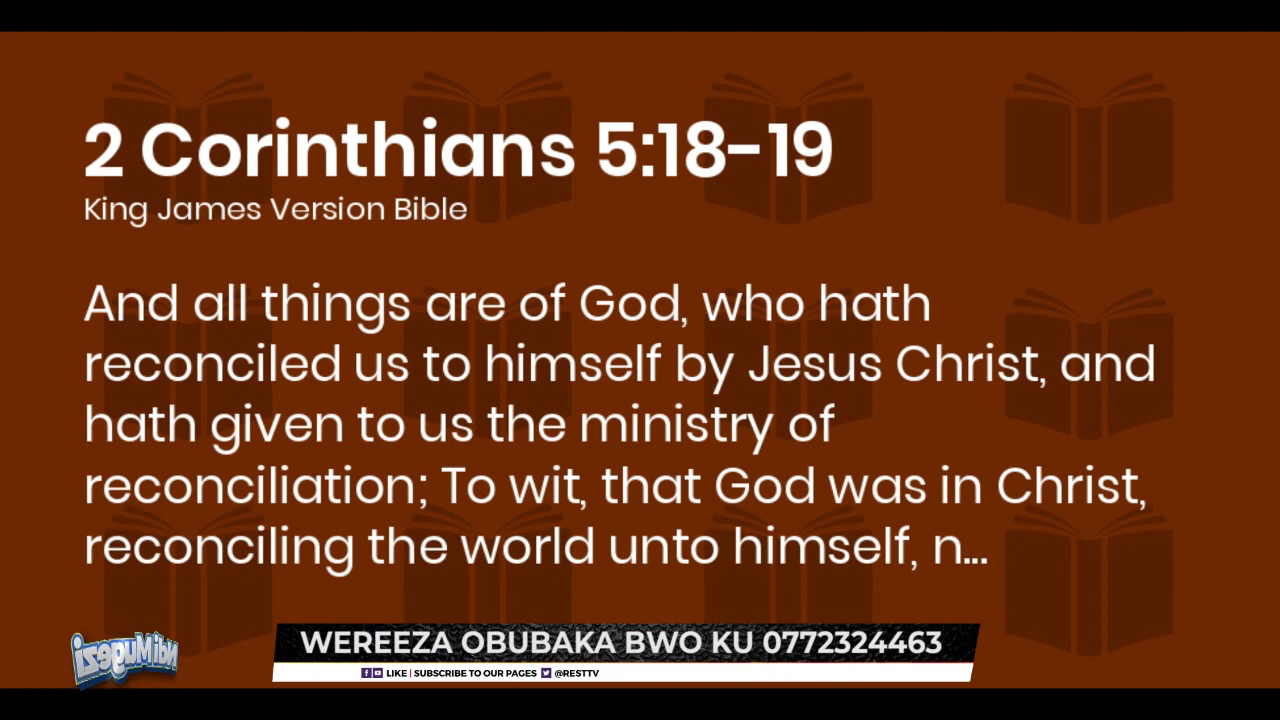 2 Corinthians 5:18-19
King James Version Bible
And all things are of God, who hath
reconciled us to himself by Jesus Christ, and
hath given to us the ministry of
reconciliation; To wit, that God was in Christ,
reconciling the world unto himself, n...
WEREEZA OBUBAKA BWO KU 0772324463
LIKE | SUBSCRIBE TO OUR PAGES @RESTTV
NdiMugezi